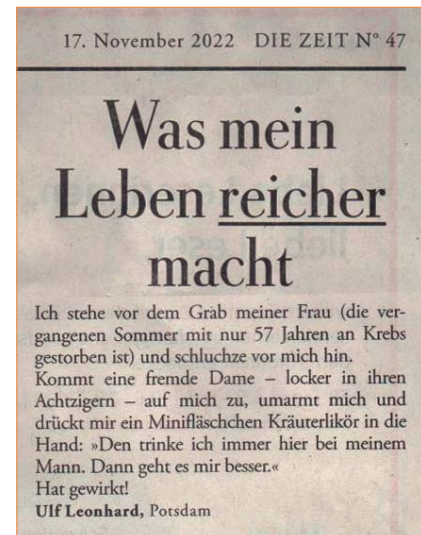 17. November 2022 DIE ZEIT Nº 47
Was mein
Leben reicher
macht
Ich stehe vor dem Grab meiner Frau (die ver-
gangenen Sommer mit nur 57 Jahren an Krebs
gestorben ist) und schluchze vor mich hin.
Kommt eine fremde Dame – locker in ihren
Achtzigern – auf mich zu, umarmt mich und
drückt mir ein Minifläschchen Kräuterlikör in die
Hand: »Den trinke ich immer hier bei meinem
Mann. Dann geht es mir besser.«
Hat gewirkt!
Ulf Leonhard, Potsdam